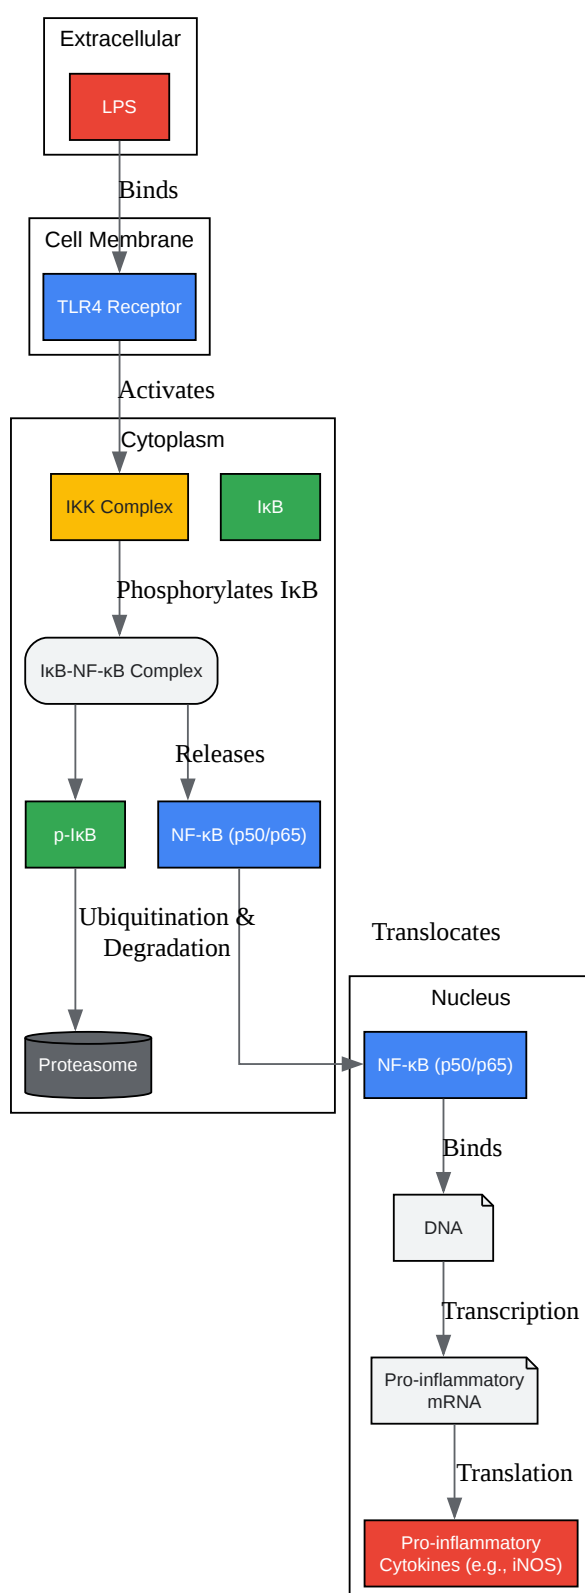 Extracellular
LPS
Binds
Cell Membrane
TLR4 Receptor
Activates
Cytoplasm
IKK Complex
IκB
Phosphorylates IκB
IκB-NF-κB Complex
Releases
p-IκB
NF-κB (p50/p65)
Ubiquitination &
Degradation
Translocates
Nucleus
Proteasome
NF-κB (p50/p65)
Binds
DNA
Transcription
Pro-inflammatory
mRNA
Translation
Pro-inflammatory
Cytokines (e.g., iNOS)